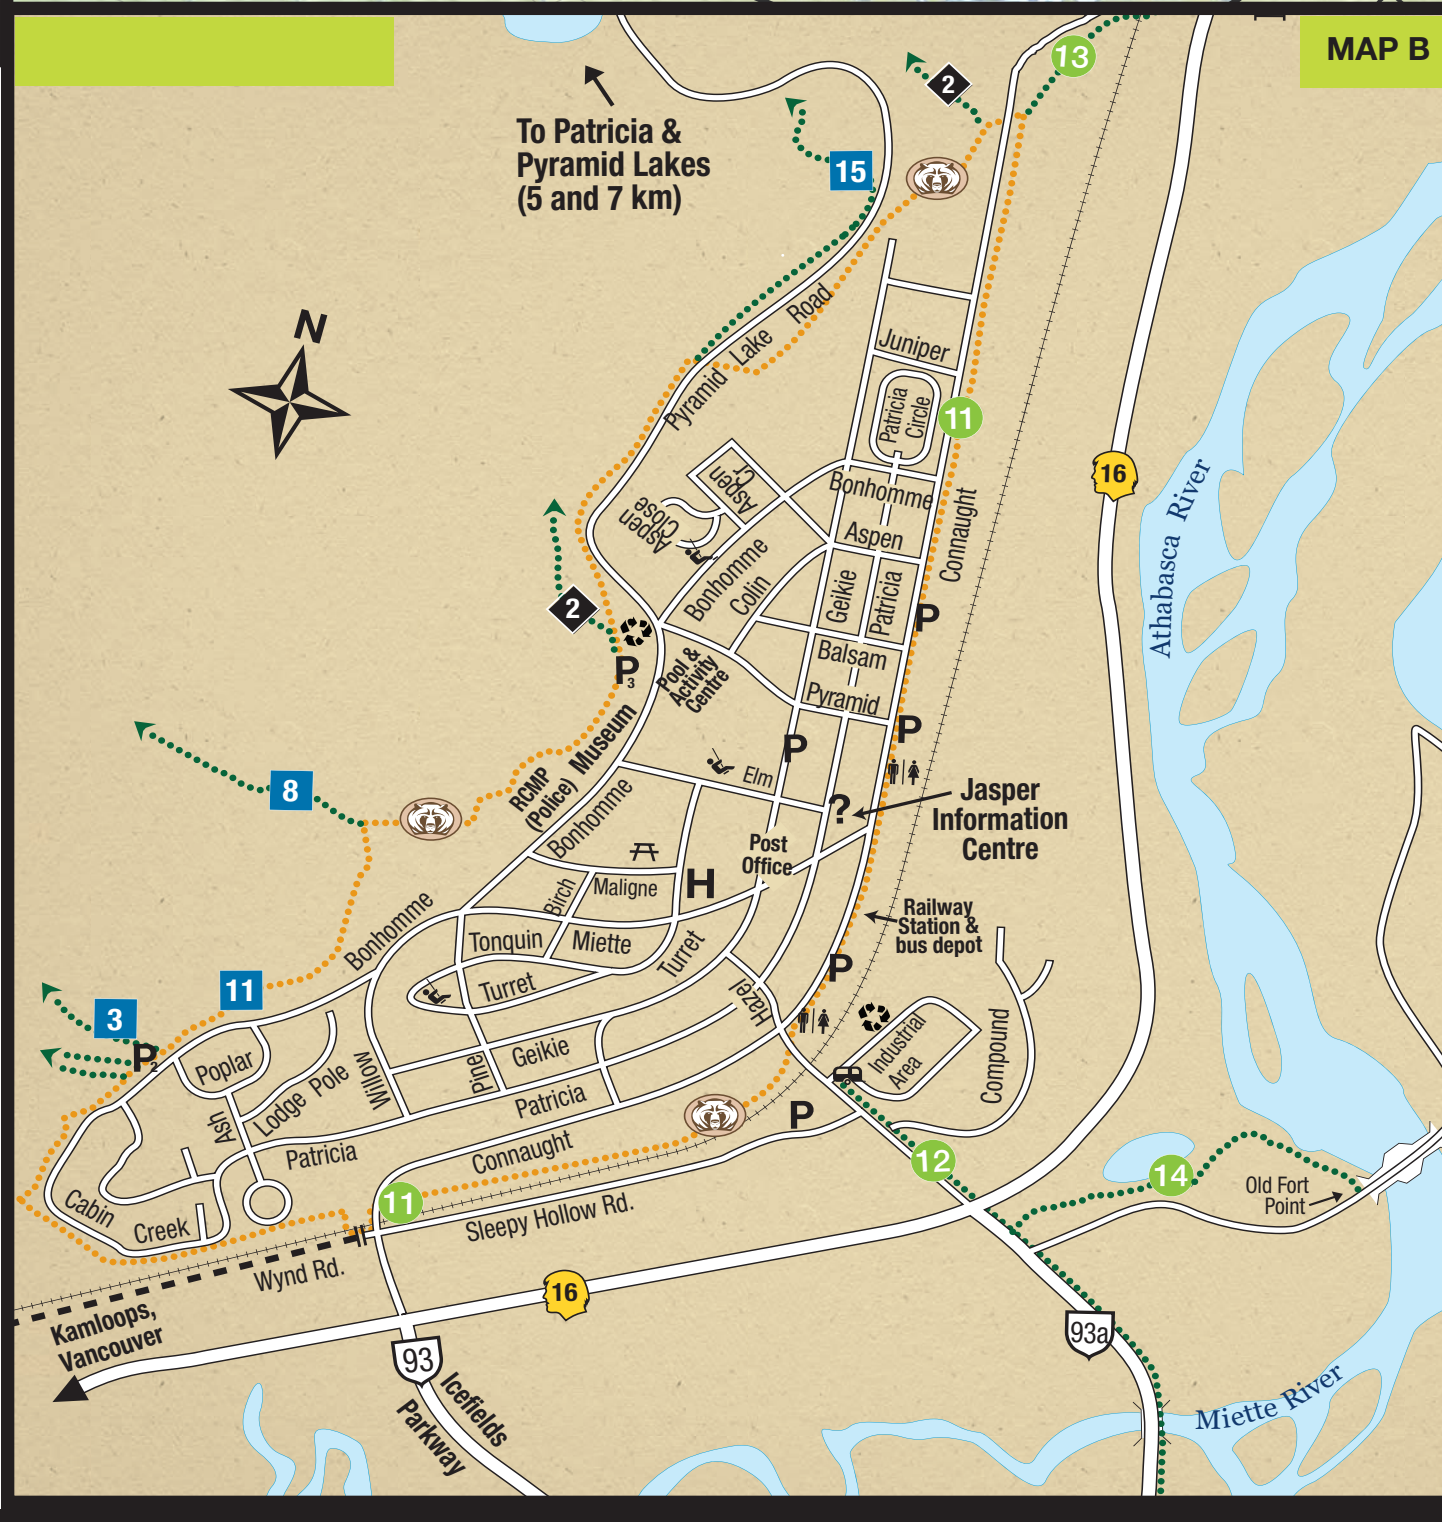 MAP B
13
2
To Patricia &
Pyramid Lakes
(5 and 7 km)
15
N
Pyramid Lake Road
Juniper
Patricia
Circle
11
16
Aspen
Cr
Bonhomme
Aspen
Close
Aspen
Connaught
Athabasca River
Bonhomme
Colin
Geikie
Patricia
2
P
Balsam
P3
Pool &
Activity
Centre
Pyramid
P
P
Museum
8
RCMP
(Police)
Elm
?
Jasper
Information
Centre
Bonhomme
Post
Office
H
Birch
Maligne
Railway
Station &
bus depot
Bonhomme
Tonquin
Miette
Turret
P
Turret
Hazel
11
3
P2
Poplar
Lodge Pole
Willow
Pine
Geikie
Industrial
Area
Compound
Ash
Patricia
P
12
Patricia
Connaught
14
Old Fort
Point
11
Cabin
Creek
Sleepy Hollow Rd.
Wynd Rd.
16
Kamloops,
Vancouver
93
93a
Icefields
Parkway
Miette River